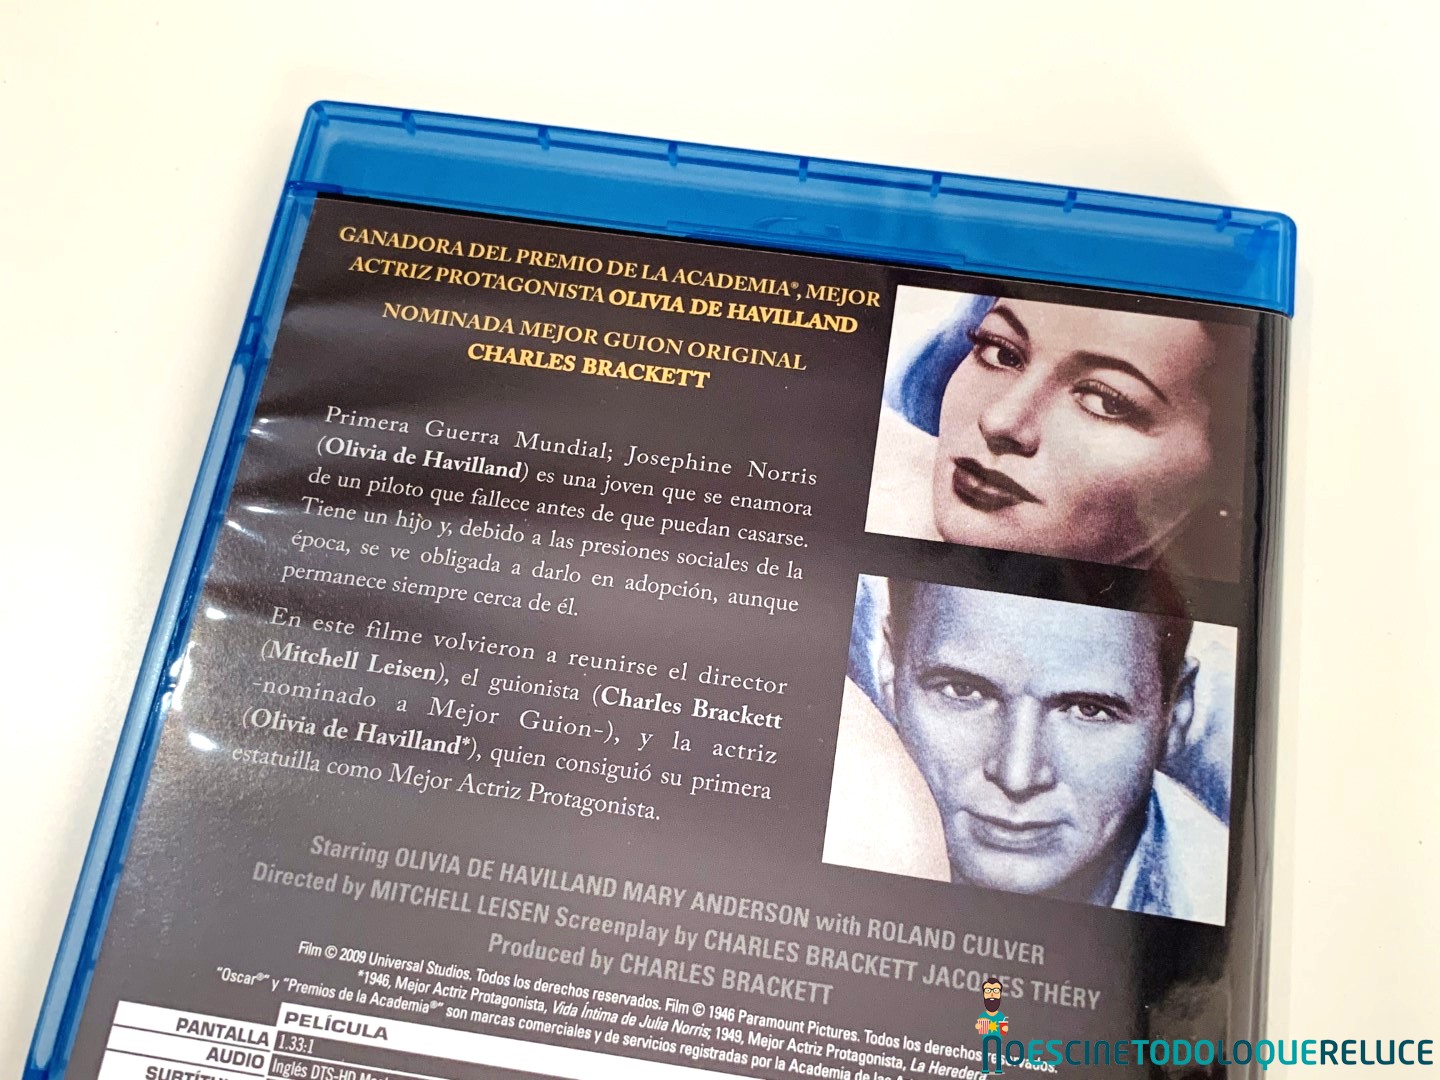 GANADORA DEL PREMIO DE LA ACADEMIA®, MEJOR
ACTRIZ PROTAGONISTA OLIVIA DE HAVILLAND
NOMINADA MEJOR GUION ORIGINAL
CHARLES BRACKETT
Primera Guerra Mundial; Josephine Norris
(Olivia de Havilland) es una joven que se enamora
de un piloto que fallece antes de que puedan casarse.
Tiene un hijo y, debido a las presiones sociales de la
época, se ve obligada a darlo en adopción, aunque
permanece siempre cerca de él.
En este filme volvieron a reunirse el director
(Mitchell Leisen), el guionista (Charles Brackett
-nominado a Mejor Guion-), y la actriz
(Olivia de Havilland*), quien consiguió su primera
estatuilla como Mejor Actriz Protagonista.
Starring OLIVIA DE HAVILLAND MARY ANDERSON with ROLAND CULVER
Directed by MITCHELL LEISEN Screenplay by CHARLES BRACKETT JACQUES THÉRY
Produced by CHARLES BRACKETT
Film © 2009 Universal Studios. Todos los derechos reservados. Film © 1946 Paramount Pictures. Todos los derechos reservados.
*1946, Mejor Actriz Protagonista, Vida Íntima de Julia Norris; 1949, Mejor Actriz Protagonista, La Heredera
"Oscar®" y "Premios de la Academia®" son marcas comerciales y de servicios registradas por la Academia de las
PELÍCULA
PANTALLA 1.33:1
AUDIO Inglés DTS-HD
NOESCINETODOLOQUERELUCE